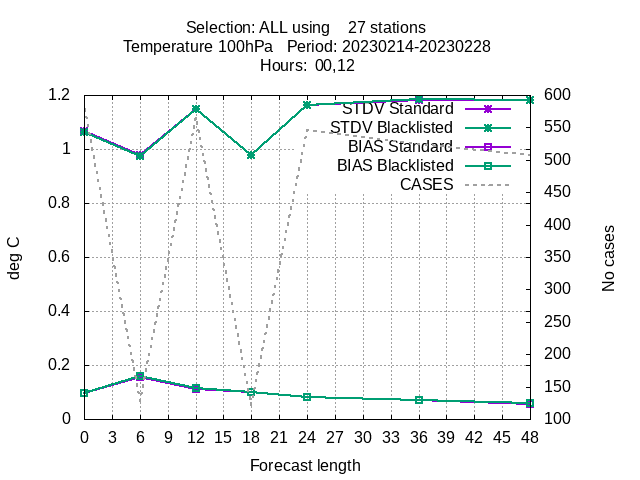 Selection: ALL using 27 stations
Temperature 100hPa Period: 20230214-20230228
Hours: 00,12
1.2
1
0.8
0.6
0.4
0.2
0
deg C
STDV Standard
STDV Blacklisted
BIAS Standard
BIAS Blacklisted
CASES
600
550
500
450
400
350
300
250
200
150
100
No cases
0 3 6 9 12 15 18 21 24 27 30 33 36 39 42 45 48
Forecast length